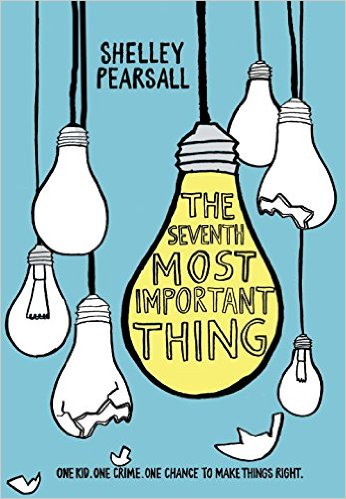 SHELLEY
PEARSALL
THE
SEVENTH
MOST
IMPORTANT
THING
ONE KID. ONE CRIME. ONE CHANCE TO MAKE THINGS RIGHT.